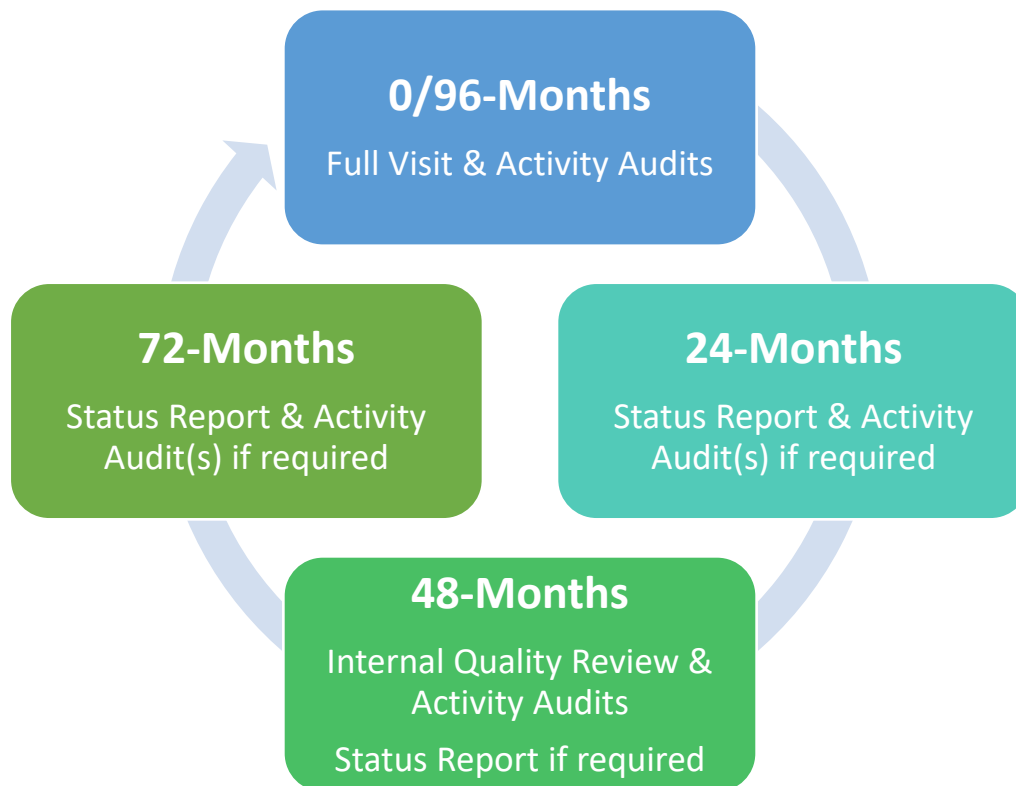 0/96-Months
Full Visit & Activity Audits
72-Months
Status Report & Activity
Audit(s) if required
24-Months
Status Report & Activity
Audit(s) if required
48-Months
Internal Quality Review &
Activity Audits
Status Report if required